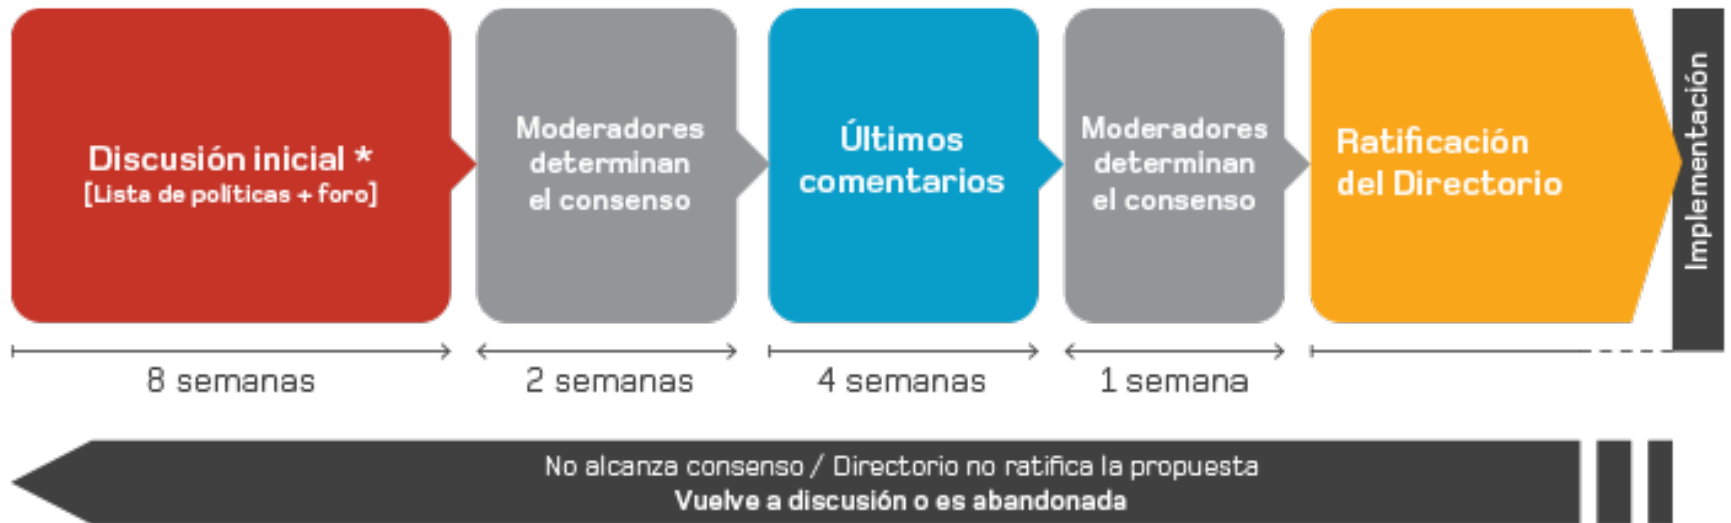 Discusión inicial *
[Lista de políticas + foro]
Moderadores
determinan
el consenso
Últimos
comentarios
Moderadores
determinan
el consenso
Ratificación
del Directorio
Implementación
8 semanas
2 semanas
4 semanas
1 semana
No alcanza consenso / Directorio no ratifica la propuesta
Vuelve a discusión o es abandonada